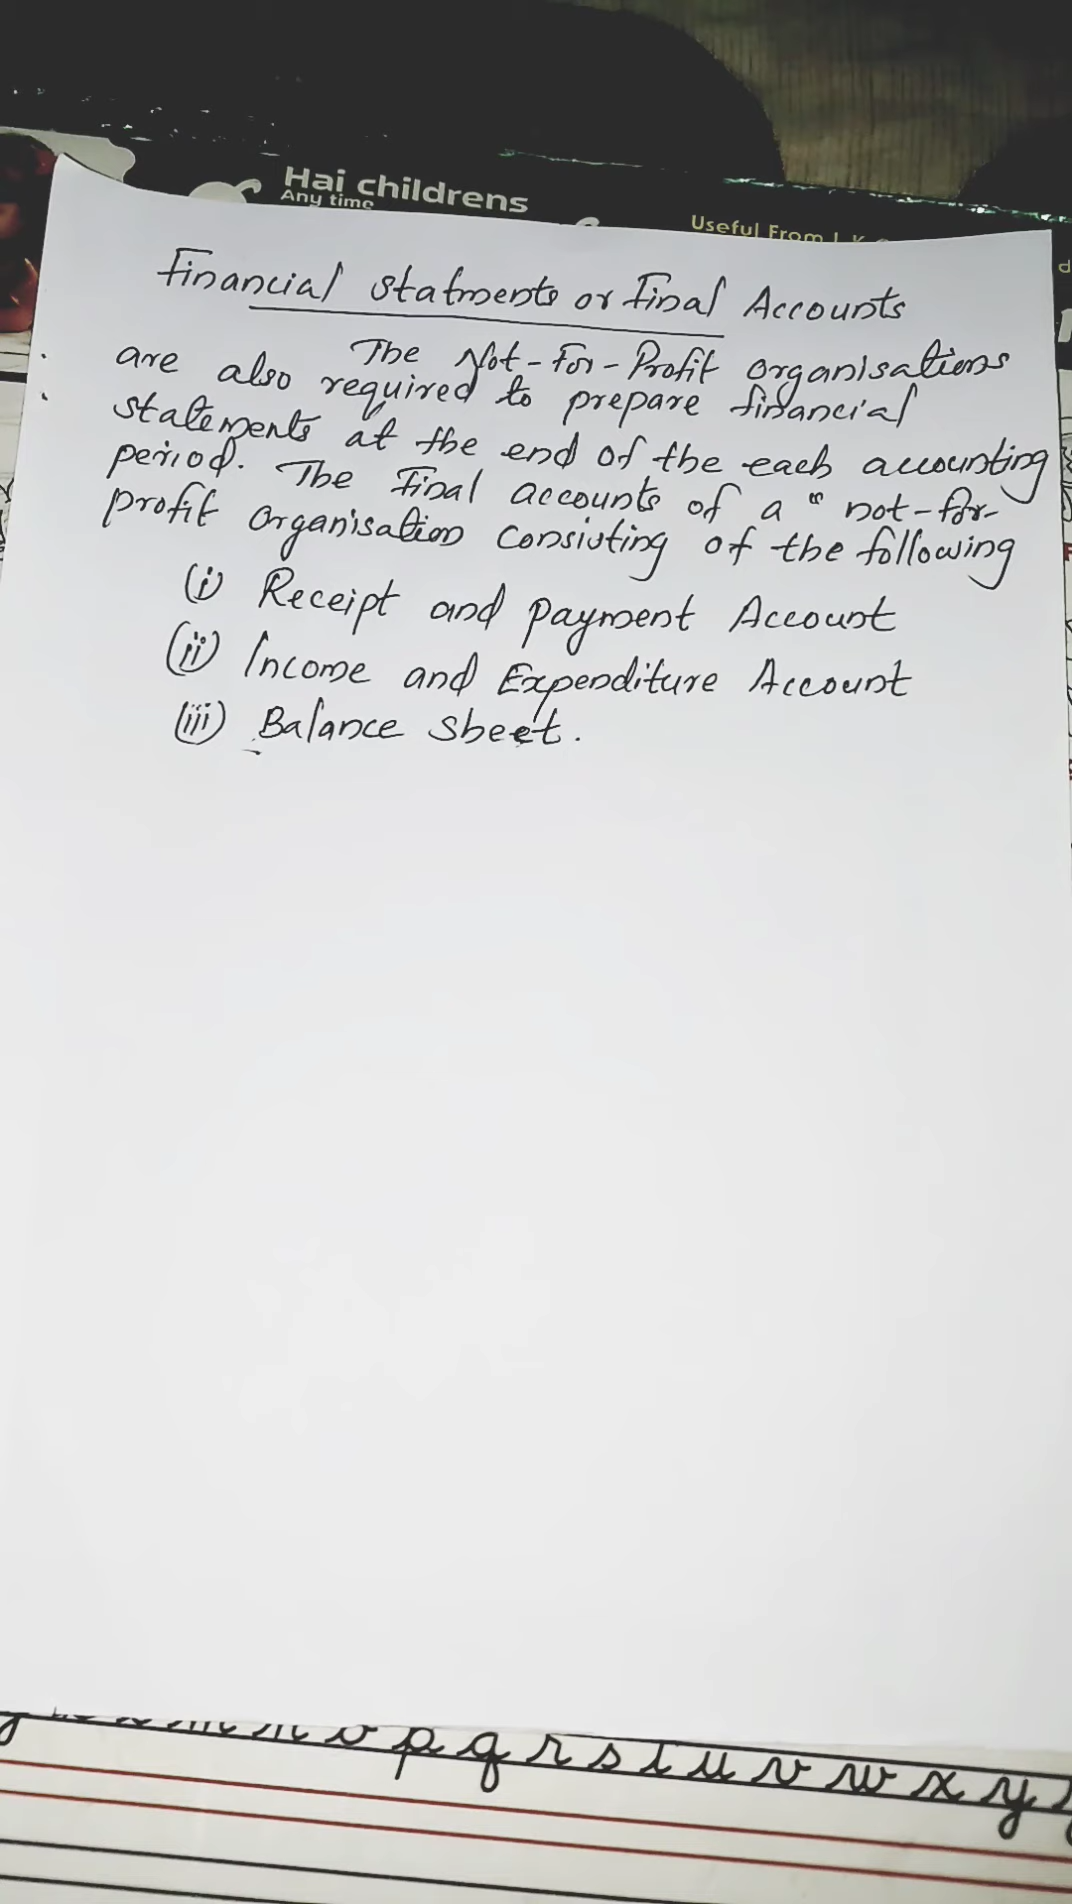 Hai childrens
Any time
Useful From L.K
Financial Statments or Final Accounts
The Not-For-Profit organisations
are also required to prepare financial
statements at the end of the each accounting
period. The Final accounts of a " not-for-
profit organisation consisting of the following
(i) Receipt and payment Account
(ii) Income and Expenditure Account
(iii) Balance sheet.
o p q r s t u v w x y